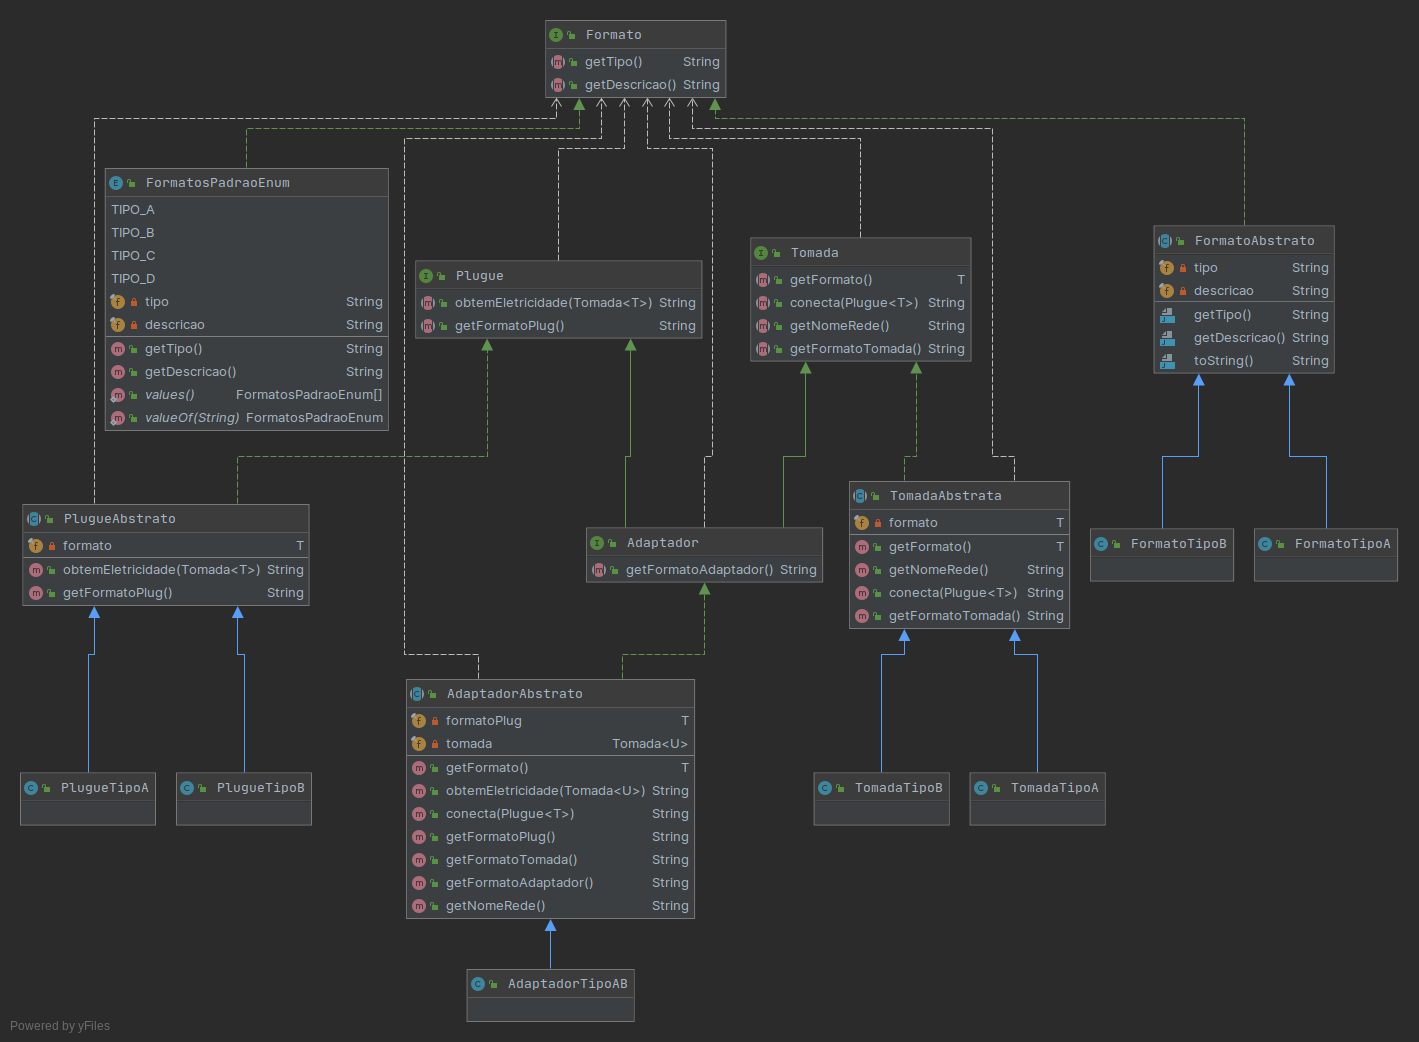 Formato
getTipo() String
getDescricao() String
FormatosPadraoEnum
TIPO_A
TIPO_B
TIPO_C
TIPO_D
tipo String
descricao String
getTipo() String
getDescricao() String
values() FormatosPadraoEnum[]
valueOf(String) FormatosPadraoEnum
Plugue
obtemEletricidade(Tomada<T>) String
getFormatoPlug() String
Tomada
getFormato() T
conecta(Plugue<T>) String
getNomeRede() String
getFormatoTomada() String
FormatoAbstrato
tipo String
descricao String
getTipo() String
getDescricao() String
toString() String
PlugueAbstrato
formato T
obtemEletricidade(Tomada<T>) String
getFormatoPlug() String
Adaptador
getFormatoAdaptador() String
TomadaAbstrata
formato T
getFormato() T
getNomeRede() String
conecta(Plugue<T>) String
getFormatoTomada() String
FormatoTipoB
FormatoTipoA
AdaptadorAbstrato
formatoPlug T
tomada Tomada<U>
getFormato() T
obtemEletricidade(Tomada<U>) String
conecta(Plugue<T>) String
getFormatoPlug() String
getFormatoTomada() String
getFormatoAdaptador() String
getNomeRede() String
PlugueTipoA
PlugueTipoB
TomadaTipoB
TomadaTipoA
AdaptadorTipoAB
Powered by yFiles